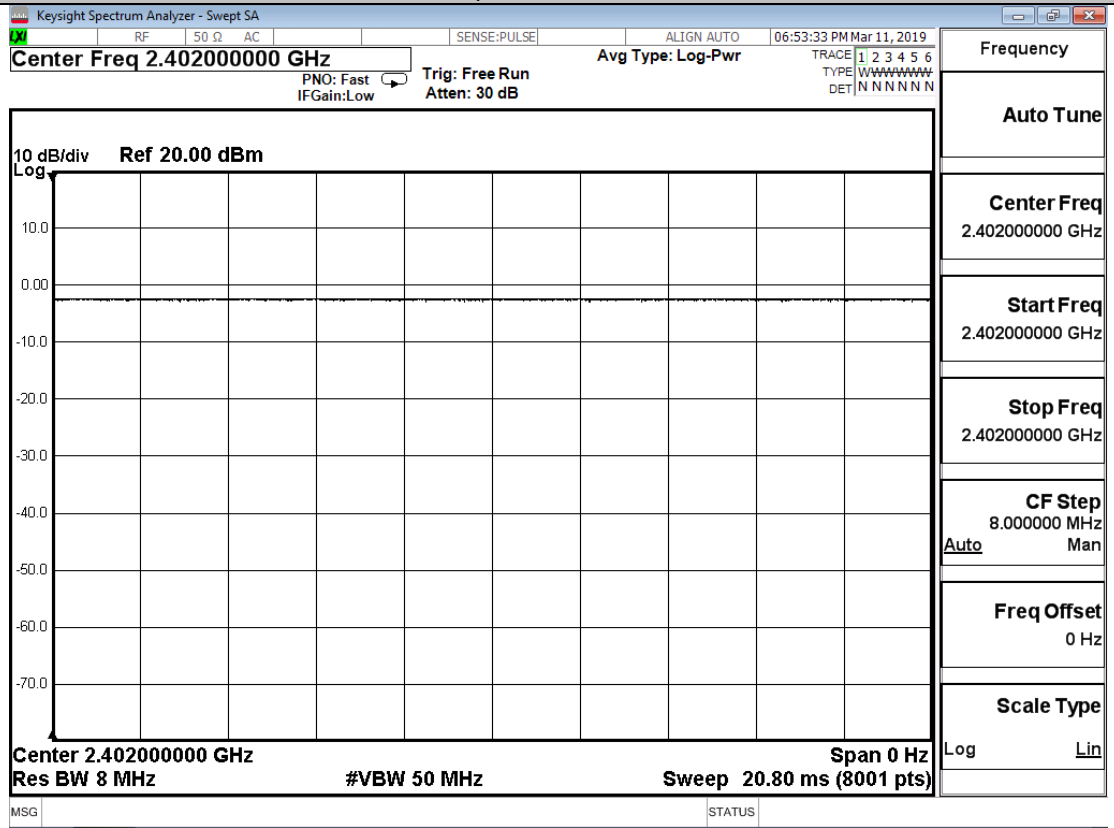 Keysight Spectrum Analyzer - Swept SA
LXI RF 50 Ω AC SENSE:PULSE ALIGN AUTO 06:53:33 PM Mar 11, 2019
Center Freq 2.402000000 GHz
PNO: Fast
IFGain:Low
Trig: Free Run
Atten: 30 dB
Avg Type: Log-Pwr
TRACE 1 2 3 4 5 6
TYPE WWWWWW
DET N N N N N N
10 dB/div Ref 20.00 dBm
Log
10.0
0.00
-10.0
-20.0
-30.0
-40.0
-50.0
-60.0
-70.0
Center 2.402000000 GHz Span 0 Hz
Res BW 8 MHz #VBW 50 MHz Sweep 20.80 ms (8001 pts)
MSG STATUS
Frequency
Auto Tune
Center Freq
2.402000000 GHz
Start Freq
2.402000000 GHz
Stop Freq
2.402000000 GHz
CF Step
8.000000 MHz
Auto Man
Freq Offset
0 Hz
Scale Type
Log Lin